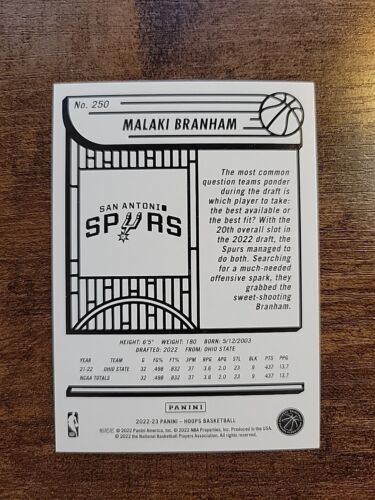 No. 250
MALAKI BRANHAM
SAN ANTONIO
SPURS
The most common
question teams ponder
during the draft is
which player to take:
the best available or
the best fit? With the
20th overall slot in
the 2022 draft, the
Spurs managed to
do both. Searching
for a much-needed
offensive spark, they
grabbed the
sweet-shooting
Branham.
HEIGHT: 6'5" WEIGHT: 180 BORN: 5/12/2003
DRAFTED: 2022 FROM: OHIO STATE
YEAR TEAM G FG% FT% 3PM RPG APG STL BLK PTS PPG
21-22 OHIO STATE 32 .498 .832 37 3.6 2.0 23 9 437 13.7
NCAA TOTALS 32 .498 .832 37 3.6 2.0 23 9 437 13.7
PANINI
2022-23 PANINI - HOOPS BASKETBALL
© 2022 Panini America, Inc. © 2022 NBA Properties, Inc. Produced in the USA.
© 2022 the National Basketball Players Association. All rights reserved.
NBA